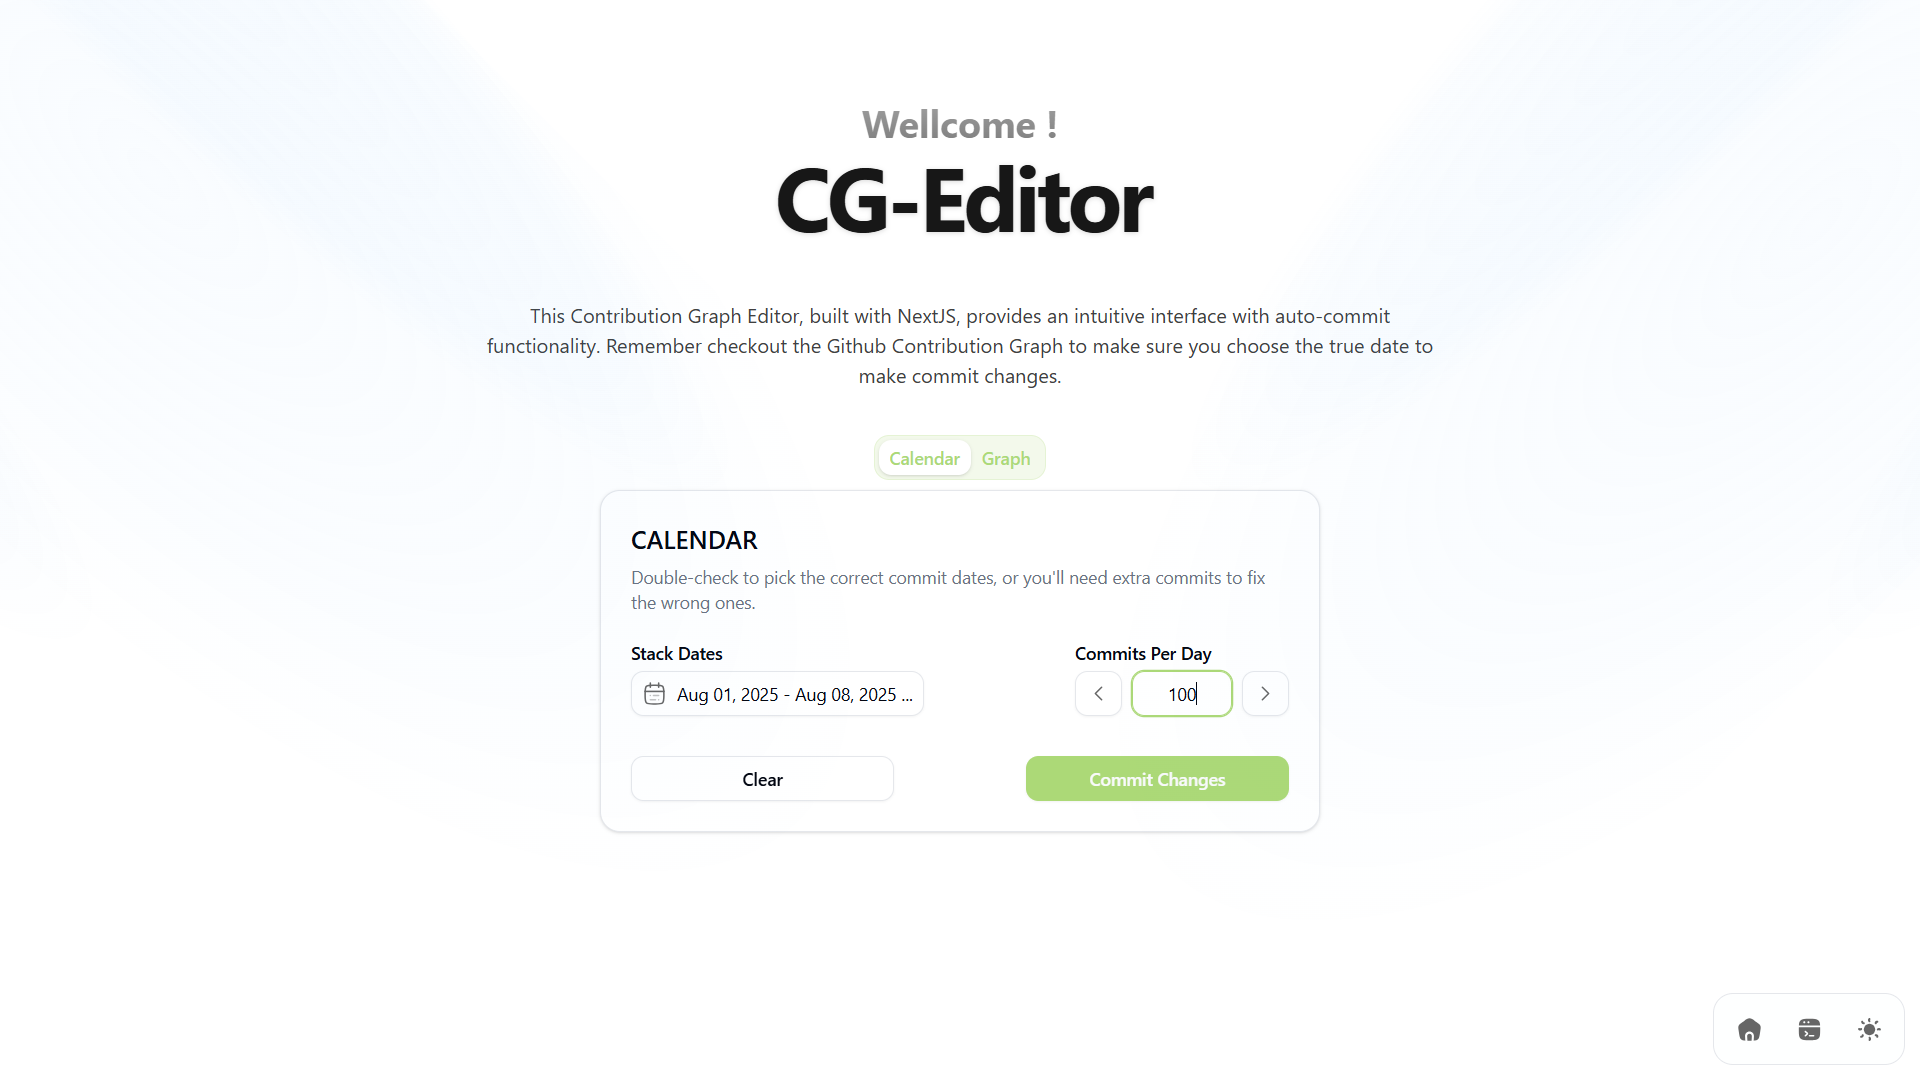 Wellcome !
CG-Editor
This Contribution Graph Editor, built with NextJS, provides an intuitive interface with auto-commit
functionality. Remember checkout the Github Contribution Graph to make sure you choose the true date to
make commit changes.
Calendar Graph
CALENDAR
Double-check to pick the correct commit dates, or you'll need extra commits to fix
the wrong ones.
Stack Dates
Commits Per Day
Aug 01, 2025 - Aug 08, 2025 ...
100
Clear
Commit Changes